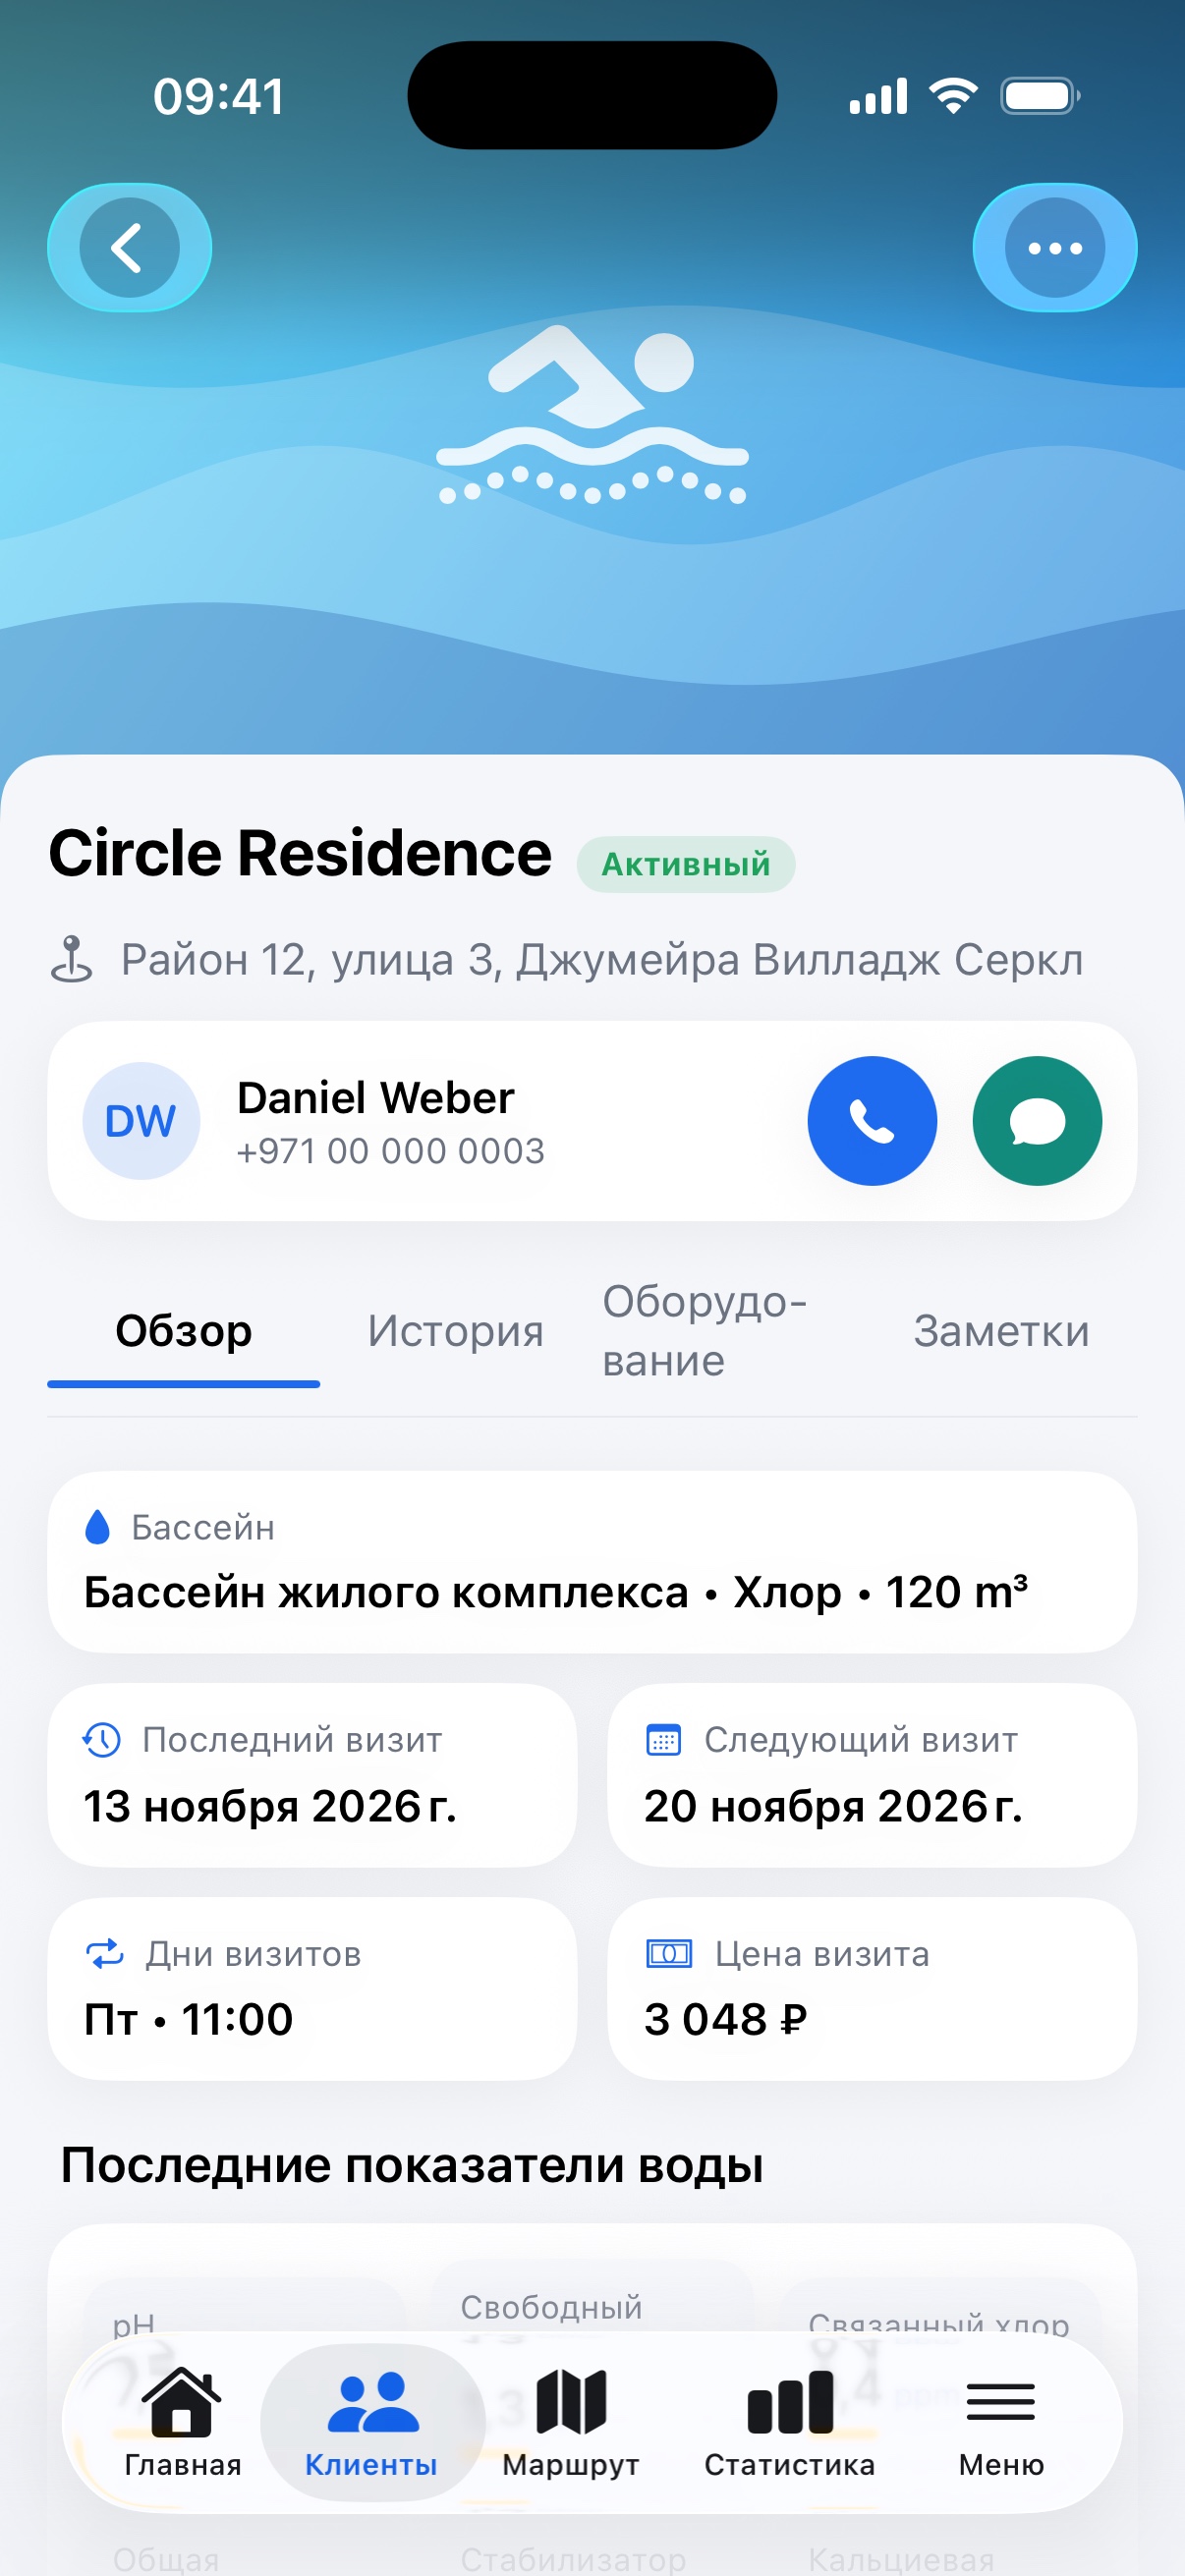 09:41
Circle Residence
Активный
Район 12, улица 3, Джумейра Вилладж Серкл
DW
Daniel Weber
+971 00 000 0003
Обзор
История
Оборудо-
вание
Заметки
Бассейн
Бассейн жилого комплекса • Хлор • 120 m³
Последний визит
13 ноября 2026 г.
Следующий визит
20 ноября 2026 г.
Дни визитов
Пт • 11:00
Цена визита
3 048 ₽
Последние показатели воды
pH
Свободный
Связанный хлор
ppm
Главная
Клиенты
Маршрут
Статистика
Меню
Общая
Стабилизатор
Кальциевая